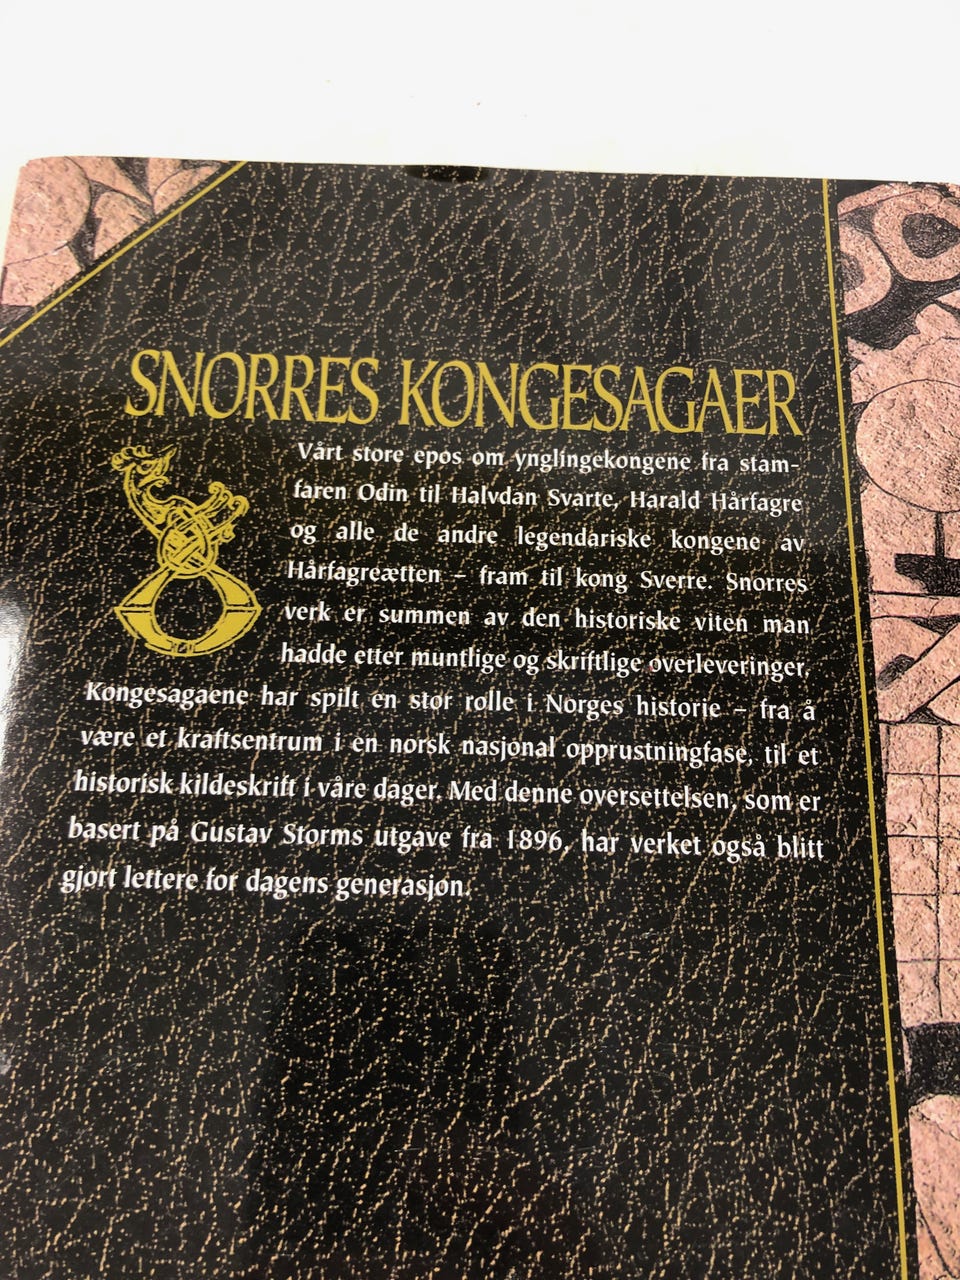 SNORRES KONGESAGAER
Vårt store epos om ynglingekongene fra stam-
faren Odin til Halvdan Svarte, Harald Hårfagre
og alle de andre legendariske kongene av
Hårfagreætten – fram til kong Sverre. Snorres
verk er summen av den historiske viten man
hadde etter muntlige og skriftlige overleveringer.
Kongesagaene har spilt en stor rolle i Norges historie – fra å
være et kraftsentrum i en norsk nasjonal opprustningfase, til et
historisk kildeskrift i våre dager. Med denne oversettelsen, som er
basert på Gustav Storms utgave fra 1896, har verket også blitt
gjort lettere for dagens generasjon.